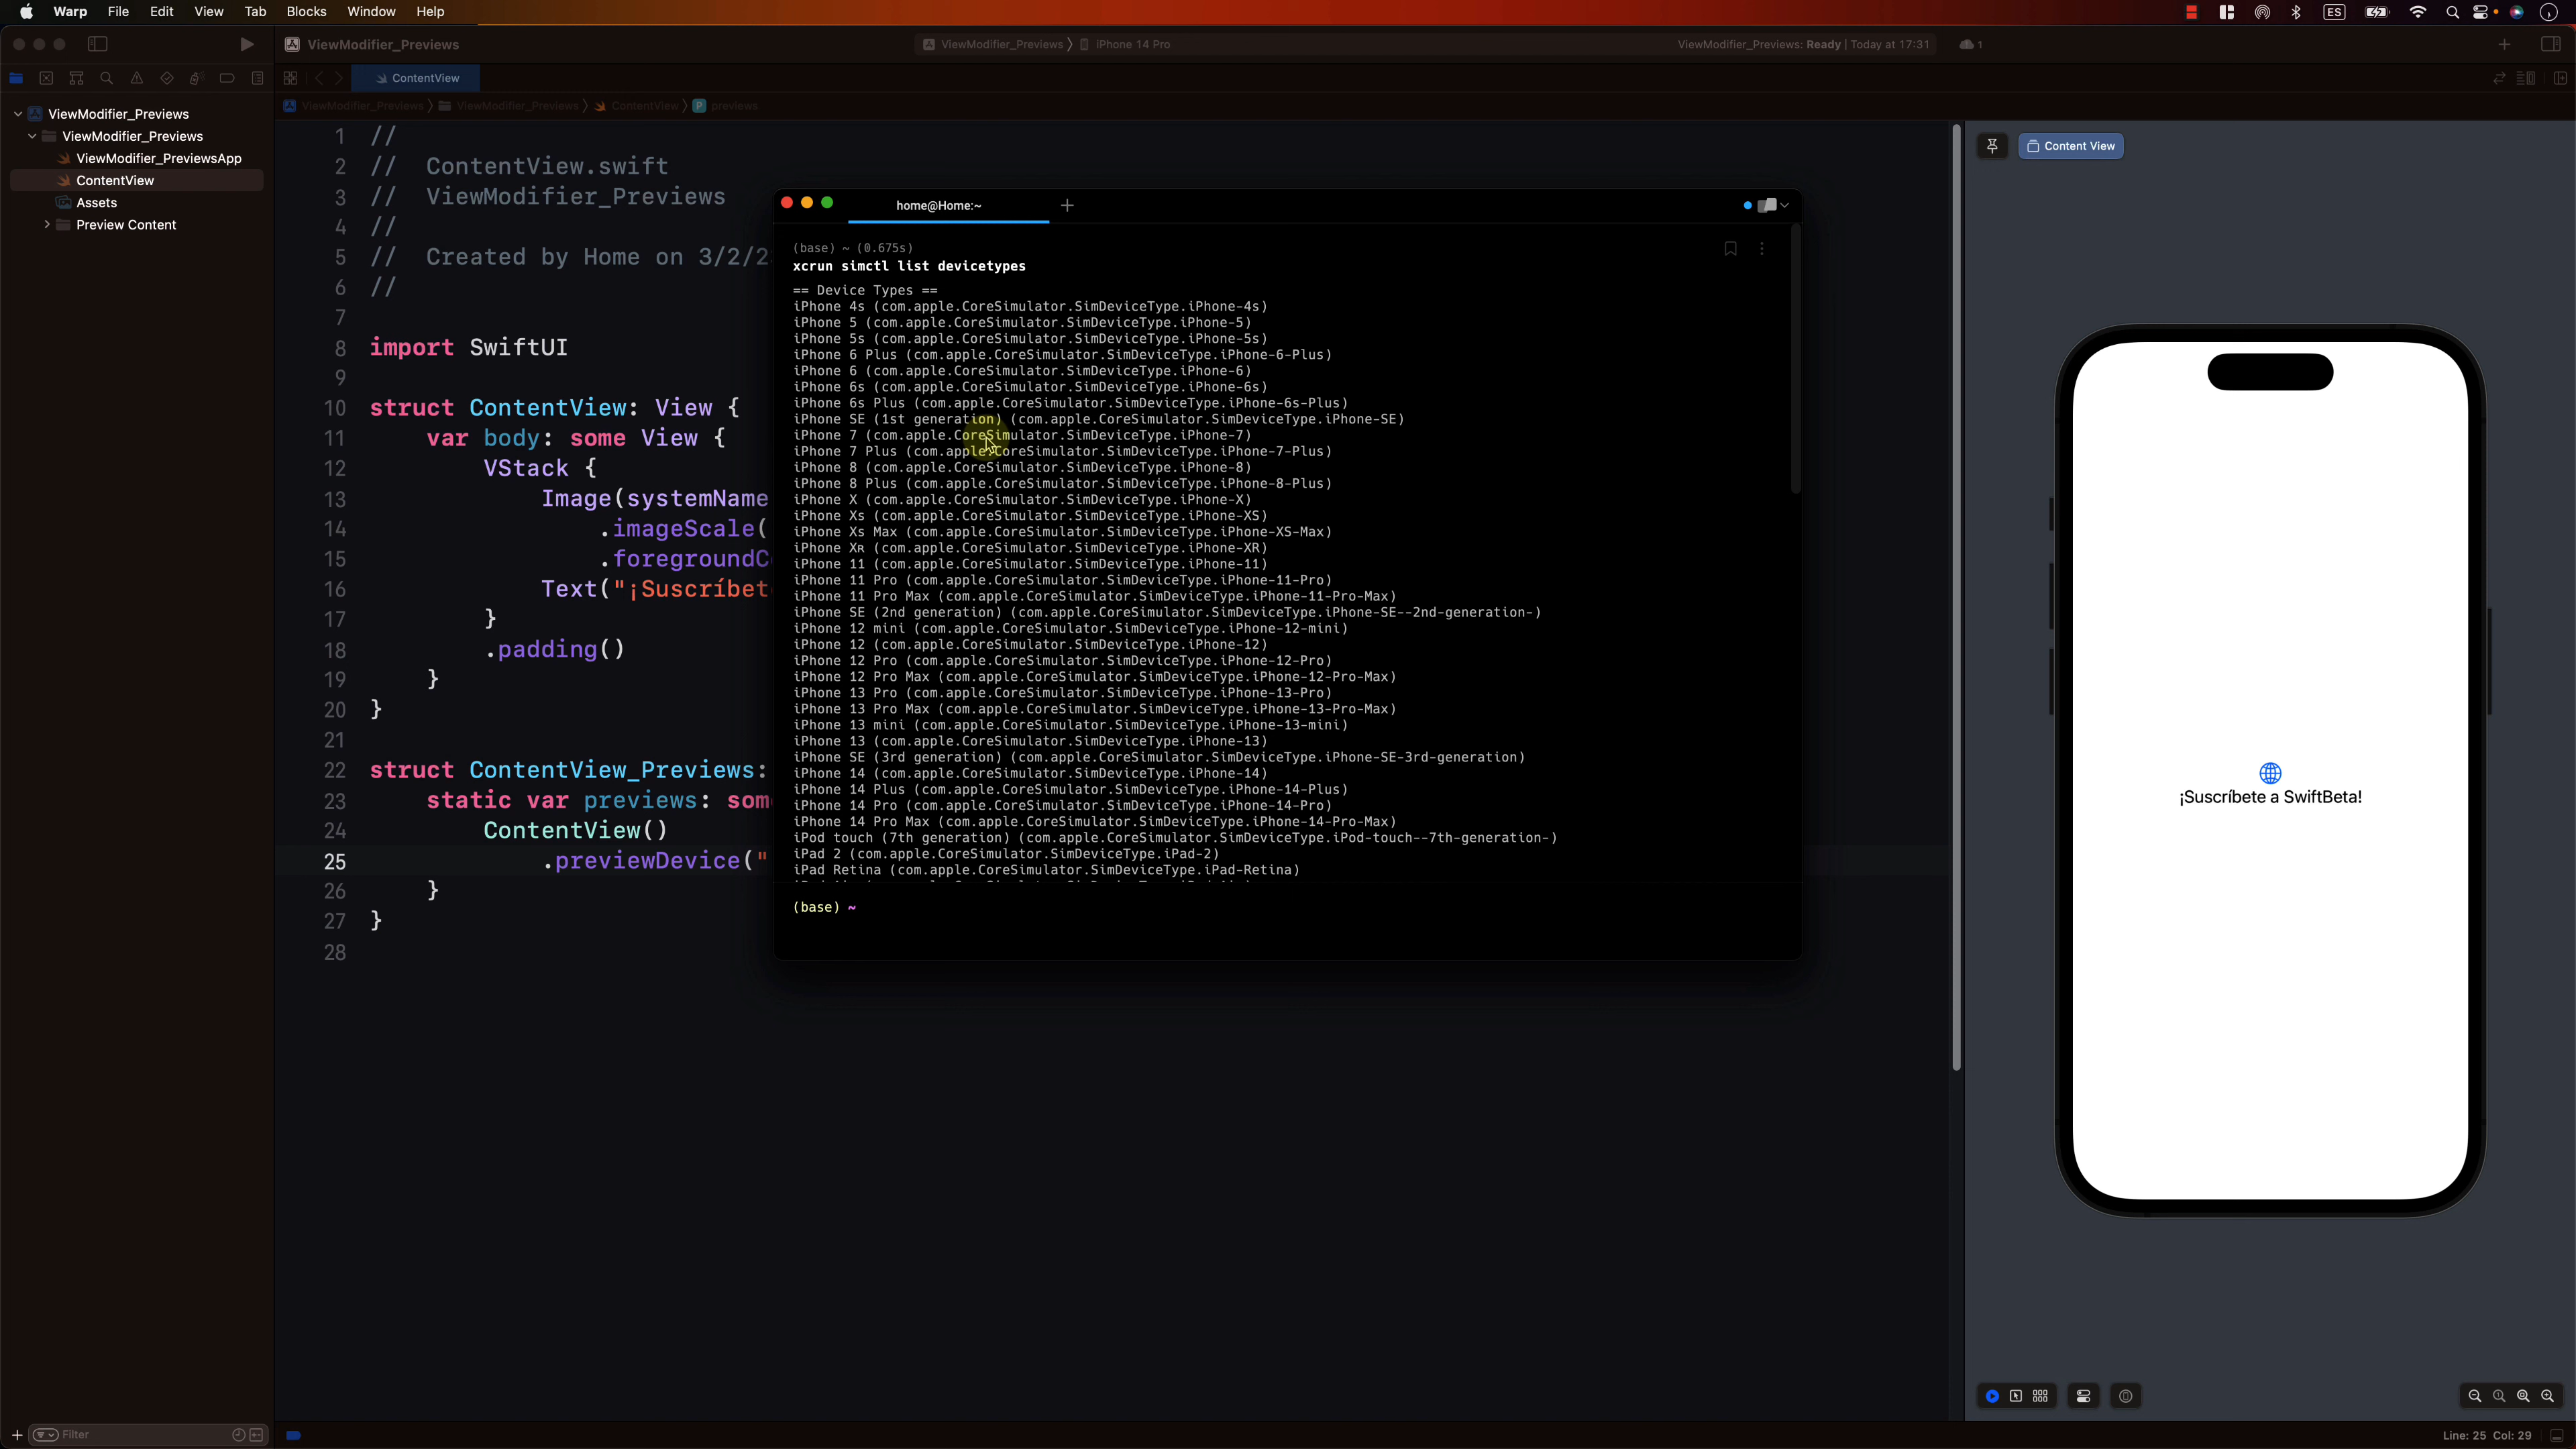 Warp File Edit View Tab Blocks Window Help
ES
ViewModifier_Previews
ViewModifier_Previews 〉 iPhone 14 Pro
ViewModifier_Previews: Ready | Today at 17:31
1
ContentView
ViewModifier_Previews 〉 ViewModifier_Previews 〉 ContentView 〉 P previews
ViewModifier_Previews
ViewModifier_Previews
ViewModifier_PreviewsApp
ContentView
Assets
Preview Content
1 //
2 // ContentView.swift
3 // ViewModifier_Previews
4 //
5 // Created by Home on 3/2/2
6 //
7
8 import SwiftUI
9
10 struct ContentView: View {
11 var body: some View {
12 VStack {
13 Image(systemName
14 .imageScale(
15 .foregroundC
16 Text("¡Suscríbet
17 }
18 .padding()
19 }
20 }
21
22 struct ContentView_Previews:
23 static var previews: som
24 ContentView()
25 .previewDevice("
26 }
27 }
28
home@Home:~
(base) ~ (0.675s)
xcrun simctl list devicetypes
== Device Types ==
iPhone 4s (com.apple.CoreSimulator.SimDeviceType.iPhone-4s)
iPhone 5 (com.apple.CoreSimulator.SimDeviceType.iPhone-5)
iPhone 5s (com.apple.CoreSimulator.SimDeviceType.iPhone-5s)
iPhone 6 Plus (com.apple.CoreSimulator.SimDeviceType.iPhone-6-Plus)
iPhone 6 (com.apple.CoreSimulator.SimDeviceType.iPhone-6)
iPhone 6s (com.apple.CoreSimulator.SimDeviceType.iPhone-6s)
iPhone 6s Plus (com.apple.CoreSimulator.SimDeviceType.iPhone-6s-Plus)
iPhone SE (1st generation) (com.apple.CoreSimulator.SimDeviceType.iPhone-SE)
iPhone 7 (com.apple.CoreSimulator.SimDeviceType.iPhone-7)
iPhone 7 Plus (com.apple.CoreSimulator.SimDeviceType.iPhone-7-Plus)
iPhone 8 (com.apple.CoreSimulator.SimDeviceType.iPhone-8)
iPhone 8 Plus (com.apple.CoreSimulator.SimDeviceType.iPhone-8-Plus)
iPhone X (com.apple.CoreSimulator.SimDeviceType.iPhone-X)
iPhone Xs (com.apple.CoreSimulator.SimDeviceType.iPhone-XS)
iPhone Xs Max (com.apple.CoreSimulator.SimDeviceType.iPhone-XS-Max)
iPhone Xʀ (com.apple.CoreSimulator.SimDeviceType.iPhone-XR)
iPhone 11 (com.apple.CoreSimulator.SimDeviceType.iPhone-11)
iPhone 11 Pro (com.apple.CoreSimulator.SimDeviceType.iPhone-11-Pro)
iPhone 11 Pro Max (com.apple.CoreSimulator.SimDeviceType.iPhone-11-Pro-Max)
iPhone SE (2nd generation) (com.apple.CoreSimulator.SimDeviceType.iPhone-SE--2nd-generation-)
iPhone 12 mini (com.apple.CoreSimulator.SimDeviceType.iPhone-12-mini)
iPhone 12 (com.apple.CoreSimulator.SimDeviceType.iPhone-12)
iPhone 12 Pro (com.apple.CoreSimulator.SimDeviceType.iPhone-12-Pro)
iPhone 12 Pro Max (com.apple.CoreSimulator.SimDeviceType.iPhone-12-Pro-Max)
iPhone 13 Pro (com.apple.CoreSimulator.SimDeviceType.iPhone-13-Pro)
iPhone 13 Pro Max (com.apple.CoreSimulator.SimDeviceType.iPhone-13-Pro-Max)
iPhone 13 mini (com.apple.CoreSimulator.SimDeviceType.iPhone-13-mini)
iPhone 13 (com.apple.CoreSimulator.SimDeviceType.iPhone-13)
iPhone SE (3rd generation) (com.apple.CoreSimulator.SimDeviceType.iPhone-SE-3rd-generation)
iPhone 14 (com.apple.CoreSimulator.SimDeviceType.iPhone-14)
iPhone 14 Plus (com.apple.CoreSimulator.SimDeviceType.iPhone-14-Plus)
iPhone 14 Pro (com.apple.CoreSimulator.SimDeviceType.iPhone-14-Pro)
iPhone 14 Pro Max (com.apple.CoreSimulator.SimDeviceType.iPhone-14-Pro-Max)
iPod touch (7th generation) (com.apple.CoreSimulator.SimDeviceType.iPod-touch--7th-generation-)
iPad 2 (com.apple.CoreSimulator.SimDeviceType.iPad-2)
iPad Retina (com.apple.CoreSimulator.SimDeviceType.iPad-Retina)
(base) ~
Content View
¡Suscríbete a SwiftBeta!
Filter
Line: 25 Col: 29